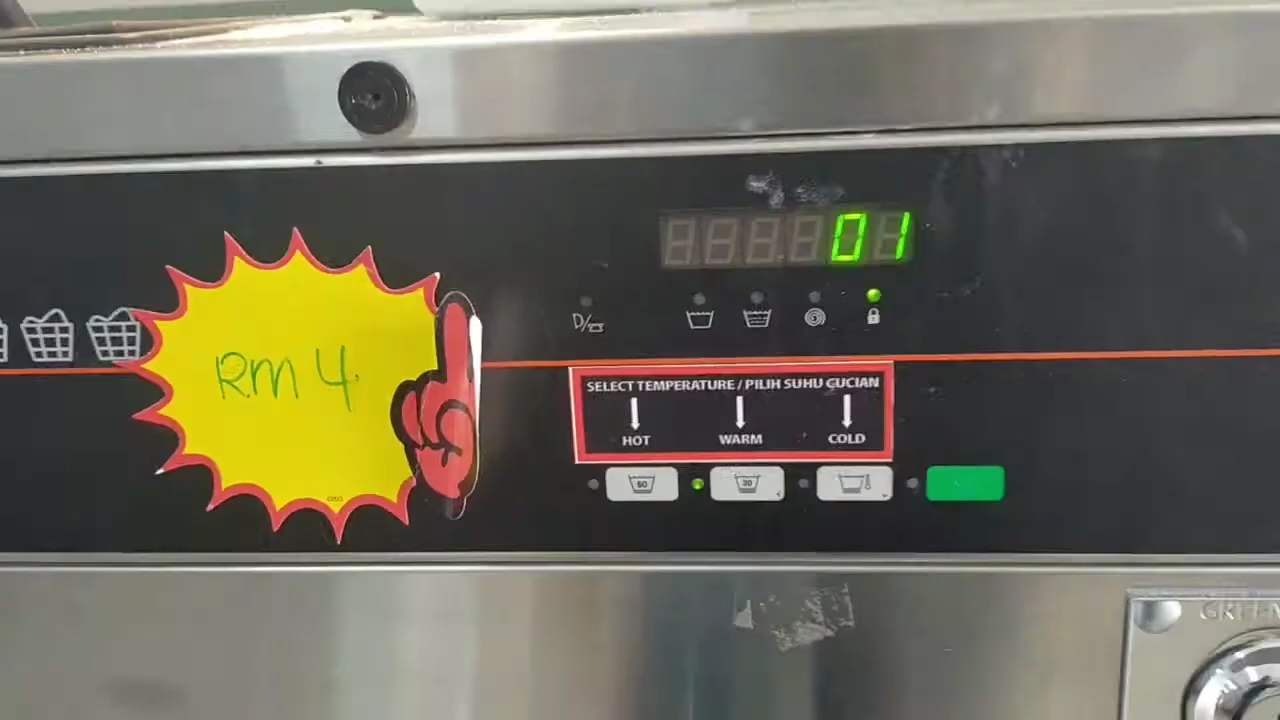 01
RM 4
SELECT TEMPERATURE / PILIH SUHU CUCIAN
HOT WARM COLD
60 30